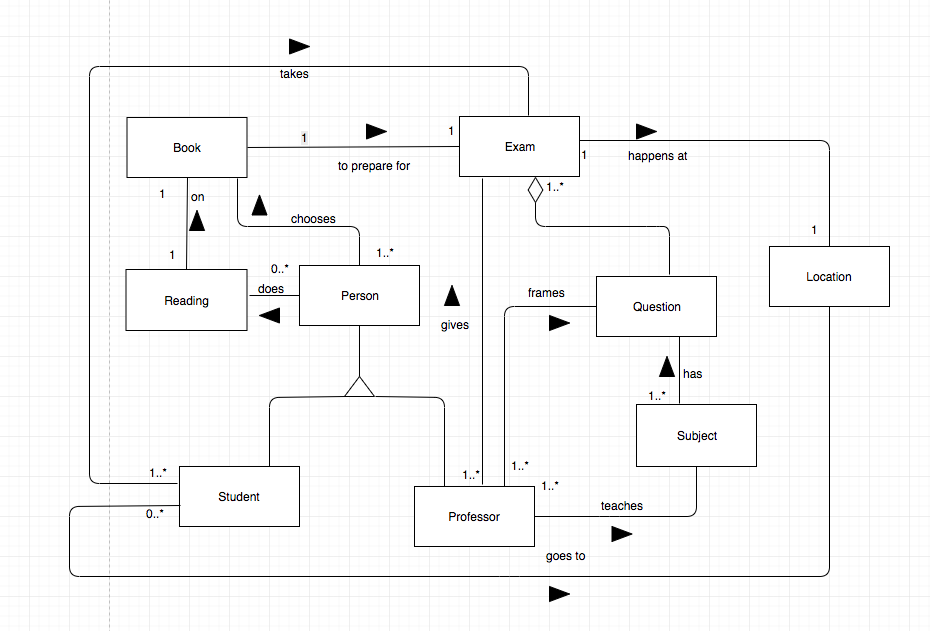 takes
Book
1
1
Exam
1
happens at
to prepare for
1
on
1..*
chooses
1
1
1..*
0..*
Reading
does
Person
frames
Question
Location
gives
has
1..*
Subject
1..*
0..*
Student
1..*
1..*
1..*
Professor
teaches
goes to